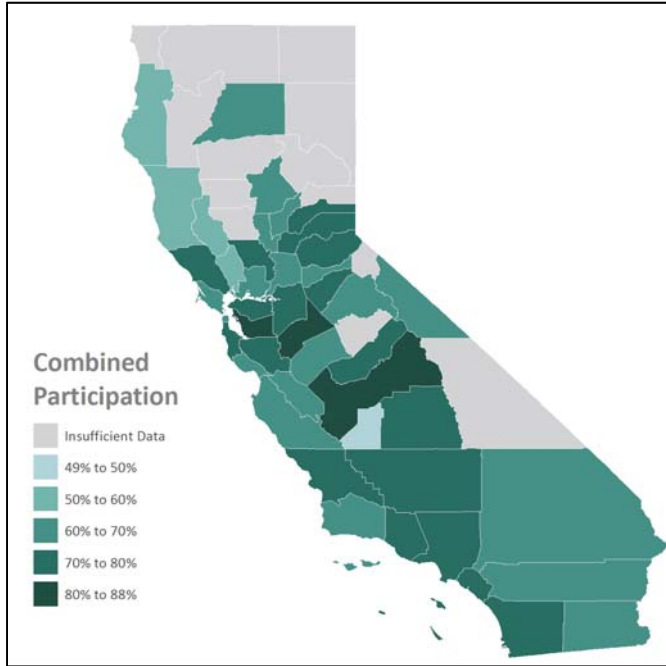 Combined
Participation
Insufficient Data
49% to 50%
50% to 60%
60% to 70%
70% to 80%
80% to 88%